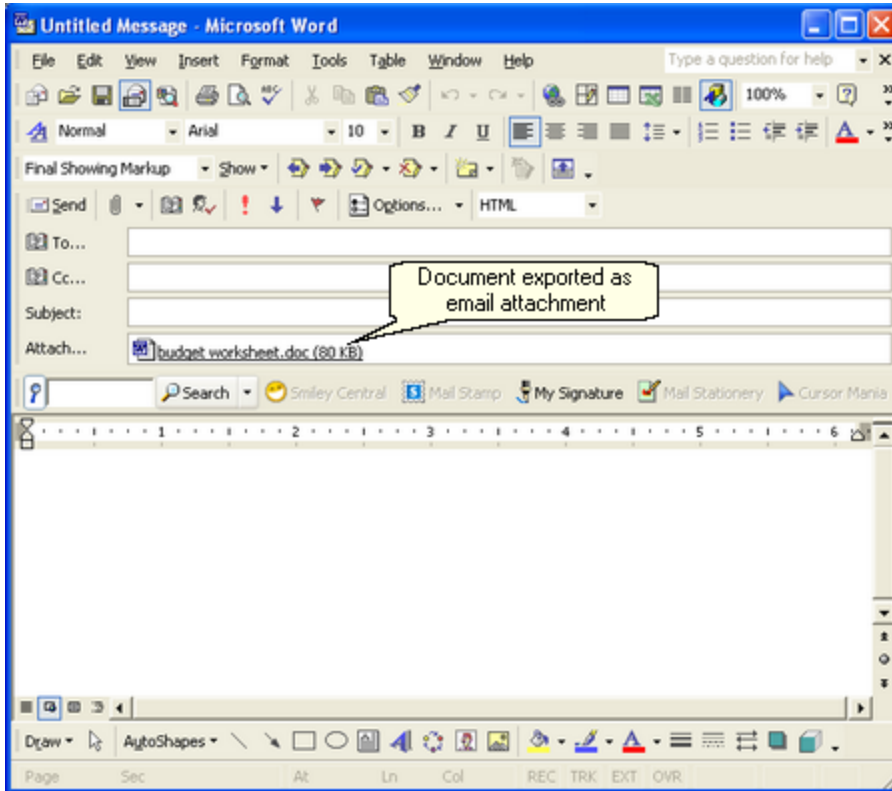 Untitled Message - Microsoft Word
File Edit View Insert Format Tools Table Window Help Type a question for help
100%
Normal Arial 10 B I U A
Final Showing Markup Show
Send Options... HTML
To...
Cc...
Document exported as
email attachment
Subject:
Attach... budget worksheet.doc (80 KB)
Search Smiley Central Mail Stamp My Signature Mail Stationery Cursor Mania
1 2 3 4 5 6
Draw AutoShapes A
Page Sec At Ln Col REC TRK EXT OVR